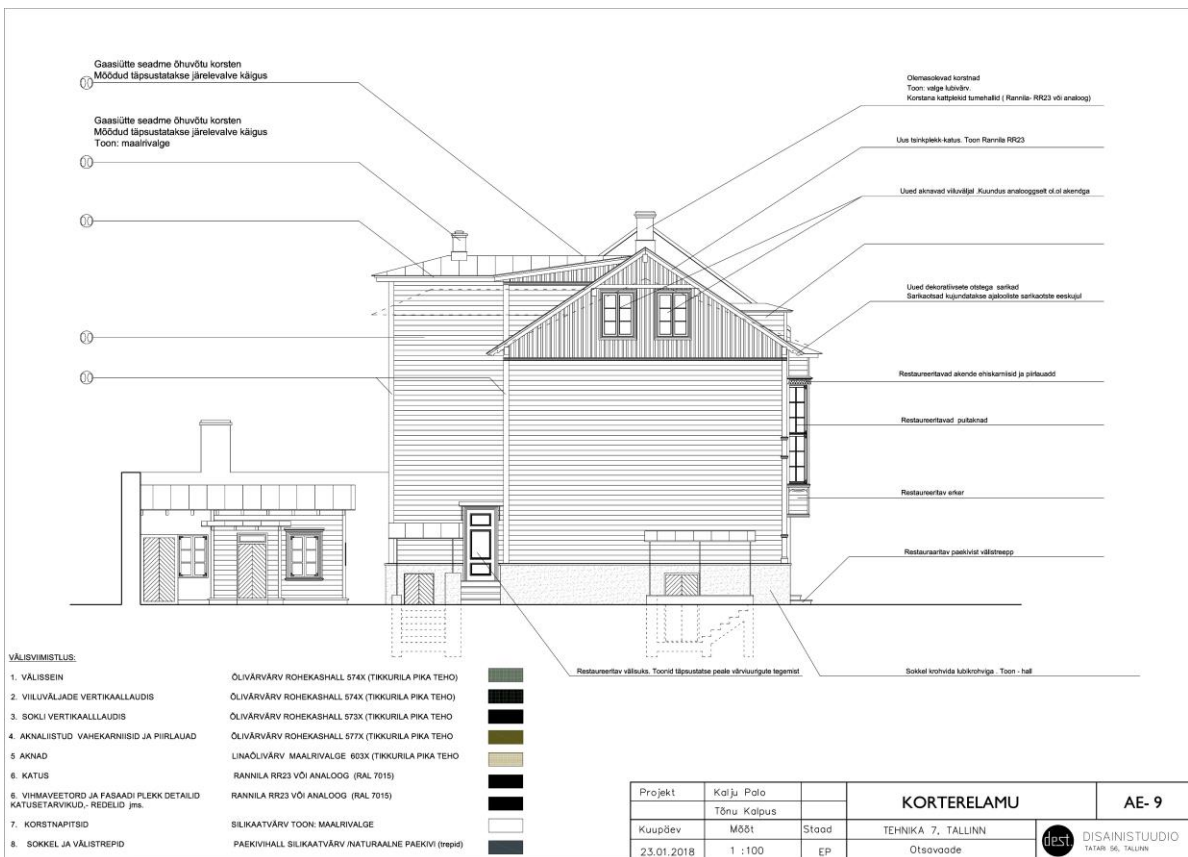 Gaasiütte seadme õhuvõtu korsten
Möödud täpsustatakse järelevalve käigus
Gaasiütte seadme õhuvõtu korsten
Möödud täpsustatakse järelevalve käigus
Toon: maalrivalge
Olemasolevad korstnad
Toon: valge lubivärv.
Korstana kattplekid tumehallid ( Rannila- RR23 või analoog)
Uus tsinkplekk-katus. Toon Rannila RR23
Uued aknavad viiluväljal .Kuundus analooggselt ol.ol akendga
Uued dekoratiivsete otstega sarikad
Sarikaotsad kujundatakse ajalooliste sarikaotste eeskujul
Restaureeritavad akende ehiskarniisid ja piirlauadd
Restaureeritavad puitaknad
Restaureeritav erker
Restauraaritav paekivist välistreepp
Restaureeritav välisuks. Toonid täpsustatse peale värviuurigute tegemist
Sokkel krohvida lubikrohviga . Toon - hall
VÄLISVIIMISTLUS:
1. VÄLISSEIN ÕLIVÄRVÄRV ROHEKASHALL 574X (TIKKURILA PIKA TEHO)
2. VIILUVÄLJADE VERTIKAALLAUDIS ÕLIVÄRVÄRV ROHEKASHALL 574X (TIKKURILA PIKA TEHO)
3. SOKLI VERTIKAALLLAUDIS ÕLIVÄRVÄRV ROHEKASHALL 573X (TIKKURILA PIKA TEHO
4. AKNALIISTUD VAHEKARNIISID JA PIIRLAUAD ÕLIVÄRVÄRV ROHEKASHALL 577X (TIKKURILA PIKA TEHO
5 AKNAD LINAÕLIVÄRV MAALRIVALGE 603X (TIKKURILA PIKA TEHO
6. KATUS RANNILA RR23 VÕI ANALOOG (RAL 7015)
6. VIHMAVEETORD JA FASAADI PLEKK DETAILID RANNILA RR23 VÕI ANALOOG (RAL 7015)
KATUSETARVIKUD,- REDELID jms.
7. KORSTNAPITSID SILIKAATVÄRV TOON: MAALRIVALGE
8. SOKKEL JA VÄLISTREPID PAEKIVIHALL SILIKAATVÄRV /NATURAALNE PAEKIVI (trepid)
Projekt Kalju Palo
Tõnu Kalpus
KORTERELAMU AE- 9
Kuupäev Mõõt Staad TEHNIKA 7, TALLINN
23.01.2018 1 :100 EP Otsavaade
dest. DISAINISTUUDIO
TATARI 56, TALLINN